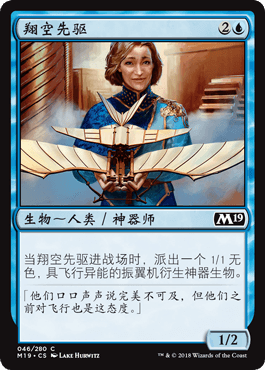 翔空先驱 2
生物～人类 / 神器师 M19
当翔空先驱进战场时，派出一个 1/1 无
色，具飞行异能的振翼机衍生神器生物。
「他们口口声声说完美不可及，但他们之
前对飞行也是这态度。」
1/2
046/280 C
M19 • CS LAKE HURWITZ
™ & © 2018 Wizards of the Coast